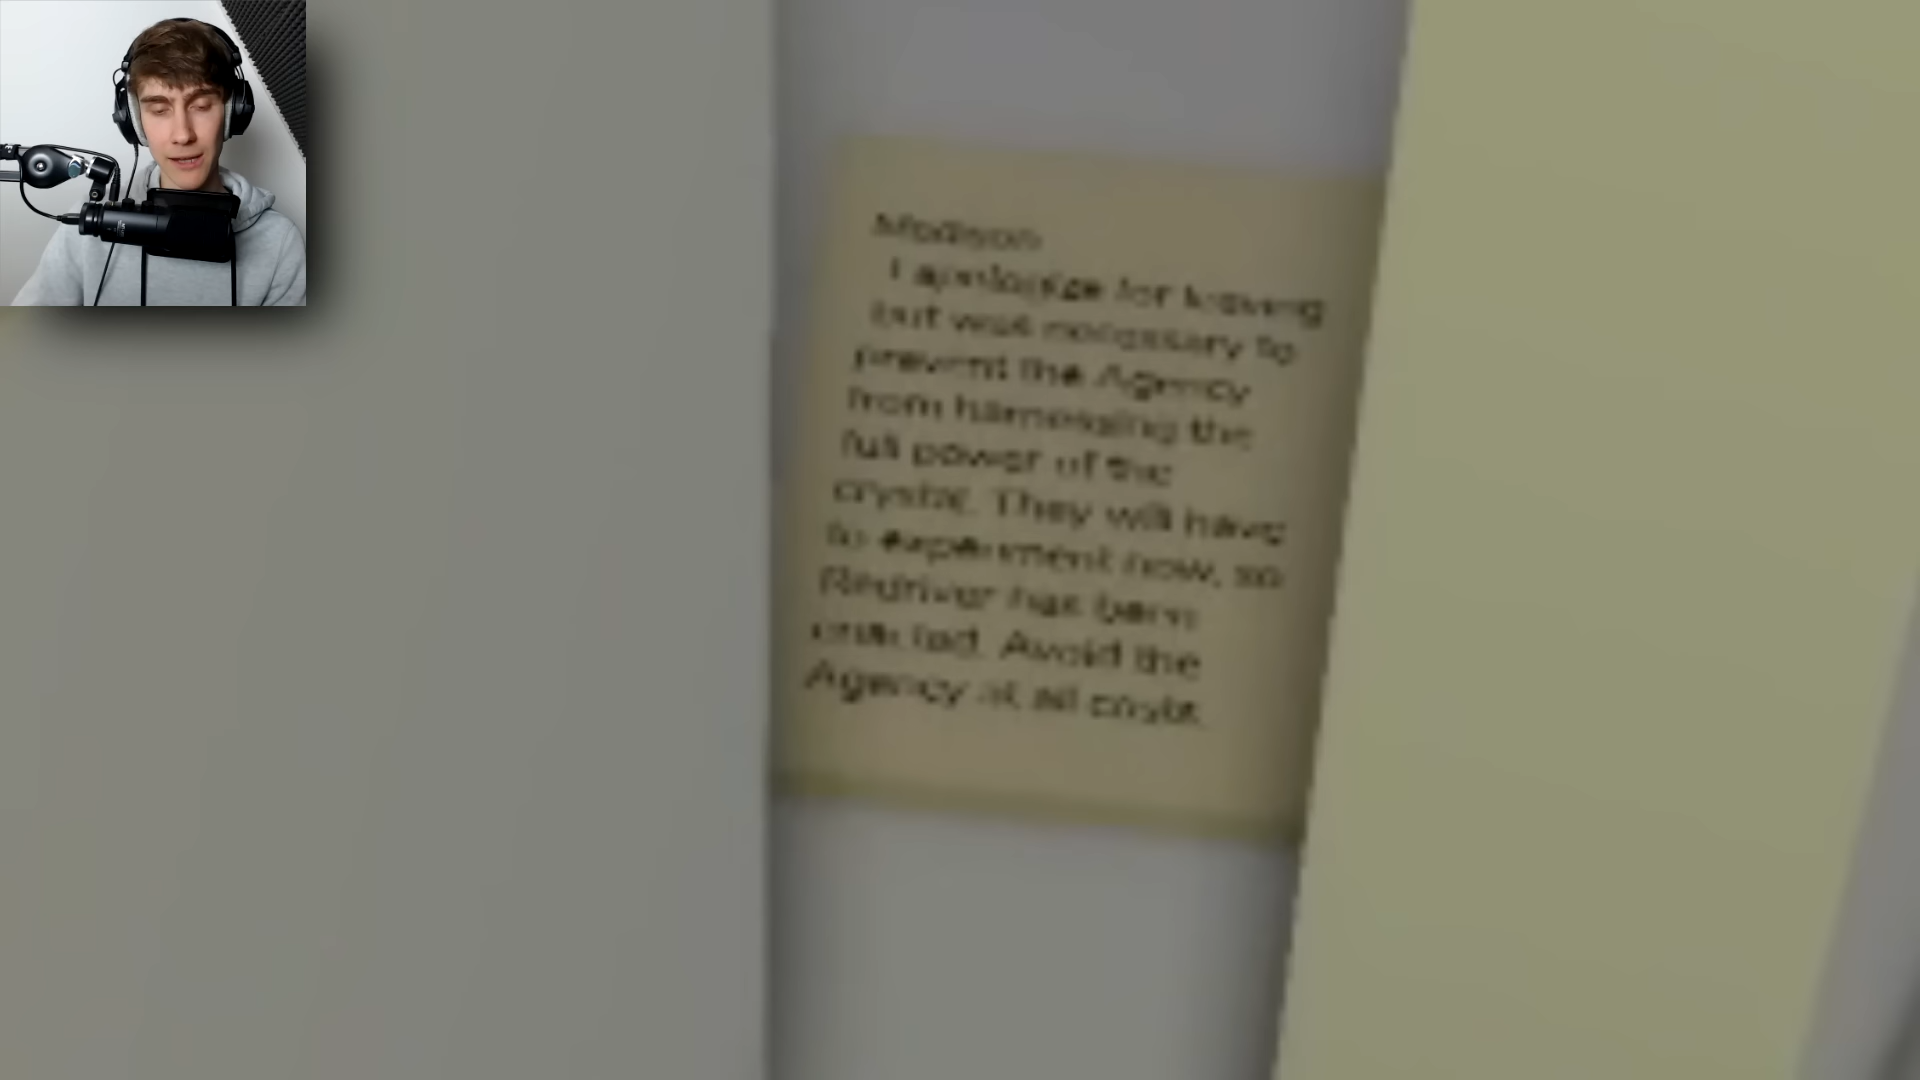 Madison
I apologize for leaving
but was necessary to
prevent the Agency
from harnessing the
full power of the
crystal. They will have
to experiment now, so
Redriver has been
enacted. Avoid the
Agency at all costs.